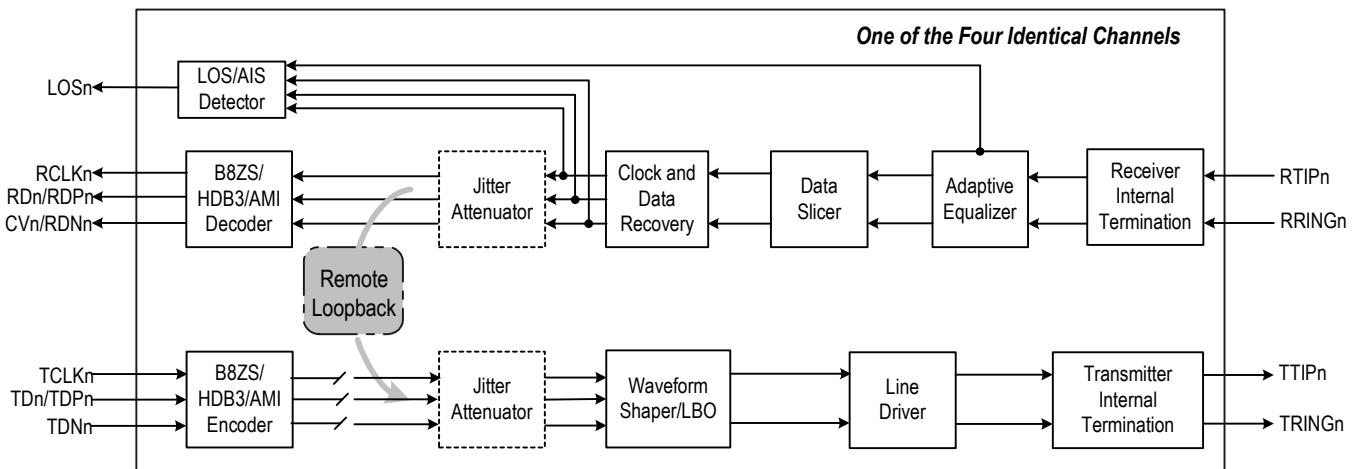 One of the Four Identical Channels
LOSn
LOS/AIS
Detector
RCLKn
RDn/RDPn
CVn/RDNn
B8ZS/
HDB3/AMI
Decoder
Jitter
Attenuator
Clock and
Data
Recovery
Data
Slicer
Adaptive
Equalizer
Receiver
Internal
Termination
RTIPn
RRINGn
Remote
Loopback
TCLKn
TDn/TDPn
TDNn
B8ZS/
HDB3/AMI
Encoder
Jitter
Attenuator
Waveform
Shaper/LBO
Line
Driver
Transmitter
Internal
Termination
TTIPn
TRINGn